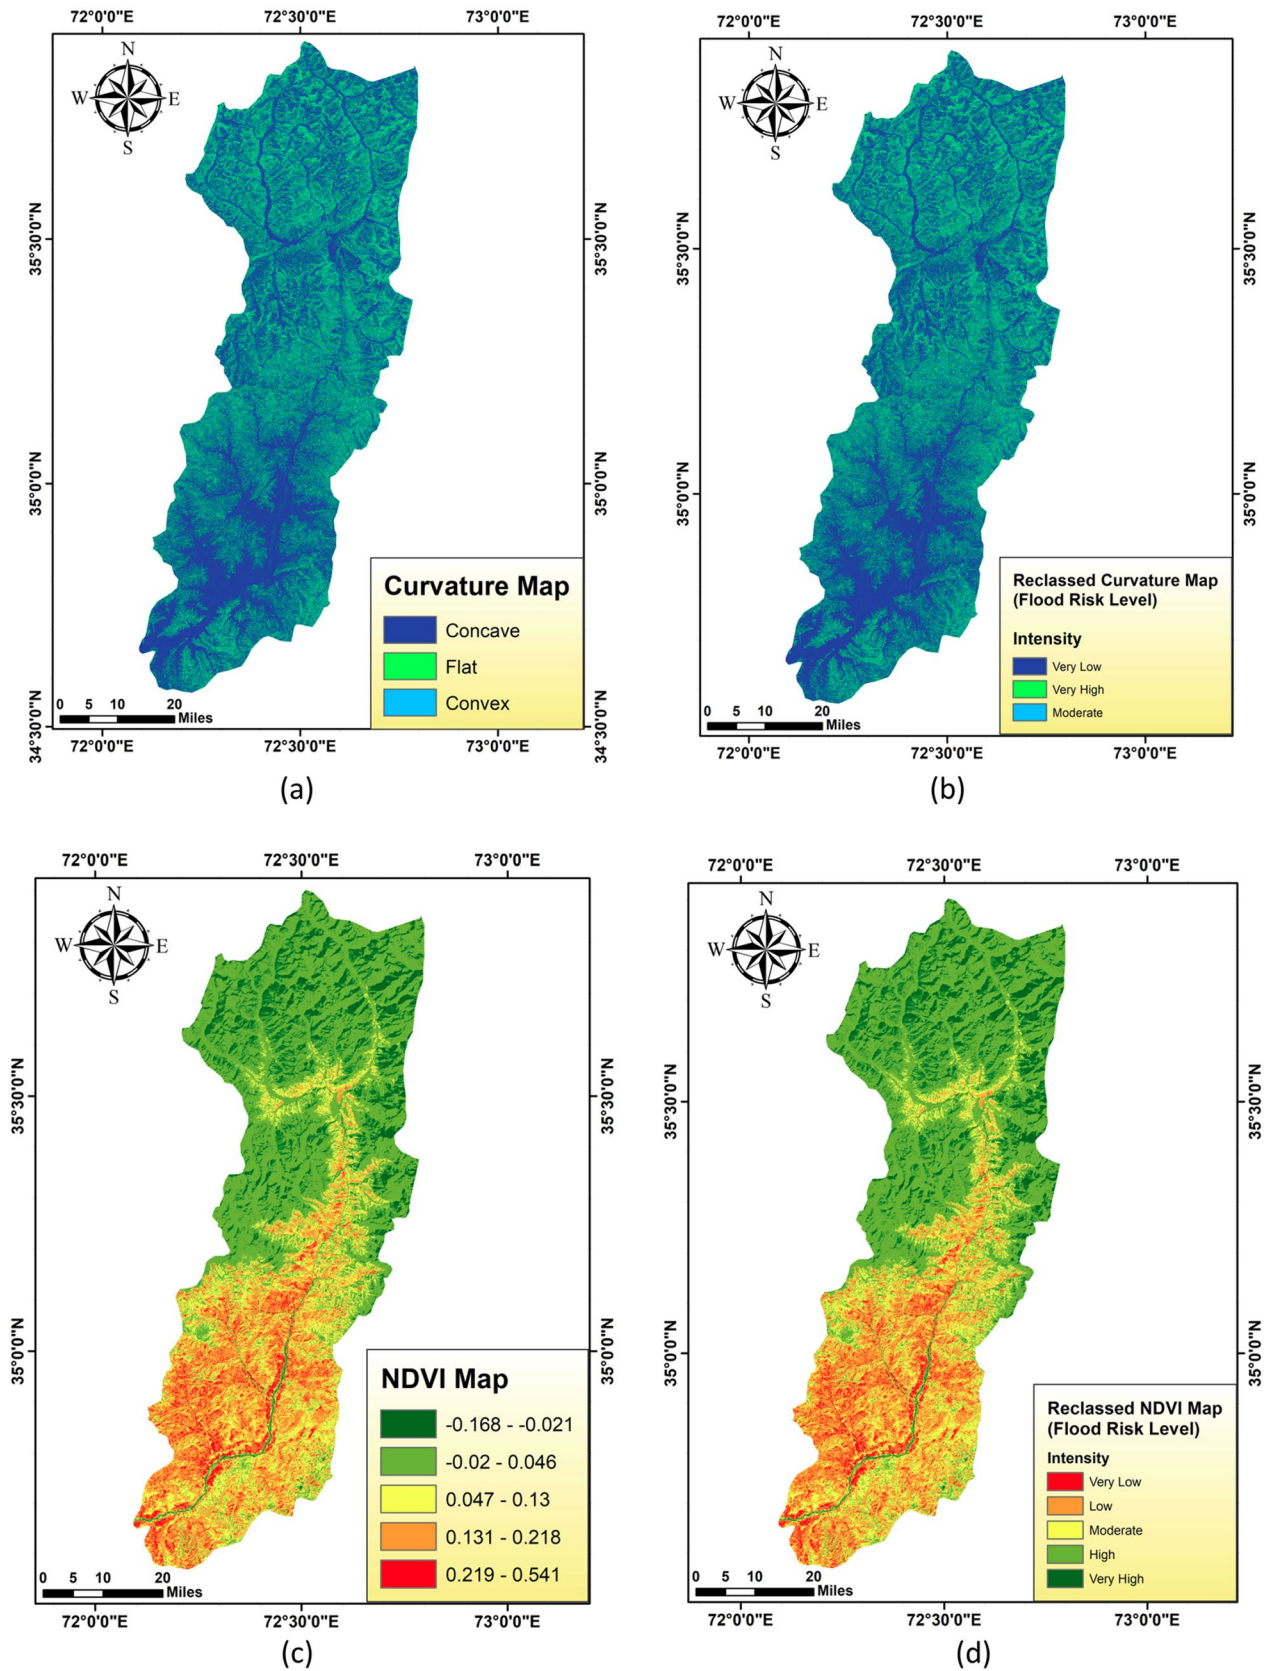 72°0'0"E 72°30'0"E 73°0'0"E
N
W E
S
35°30'0"N 35°30'0"N
35°0'0"N 35°0'0"N
34°30'0"N 34°30'0"N
Curvature Map
Concave
Flat
Convex
0 5 10 20
Miles
72°0'0"E 72°30'0"E 73°0'0"E
(a)
72°0'0"E 72°30'0"E 73°0'0"E
N
W E
S
35°30'0"N 35°30'0"N
35°0'0"N 35°0'0"N
Reclassed Curvature Map
(Flood Risk Level)
Intensity
Very Low
Very High
Moderate
0 5 10 20
Miles
72°0'0"E 72°30'0"E 73°0'0"E
(b)
72°0'0"E 72°30'0"E 73°0'0"E
N
W E
S
35°30'0"N 35°30'0"N
35°0'0"N 35°0'0"N
NDVI Map
-0.168 - -0.021
-0.02 - 0.046
0.047 - 0.13
0.131 - 0.218
0.219 - 0.541
0 5 10 20
Miles
72°0'0"E 72°30'0"E 73°0'0"E
(c)
72°0'0"E 72°30'0"E 73°0'0"E
N
W E
S
35°30'0"N 35°30'0"N
35°0'0"N 35°0'0"N
Reclassed NDVI Map
(Flood Risk Level)
Intensity
Very Low
Low
Moderate
High
Very High
0 5 10 20
Miles
72°0'0"E 72°30'0"E 73°0'0"E
(d)